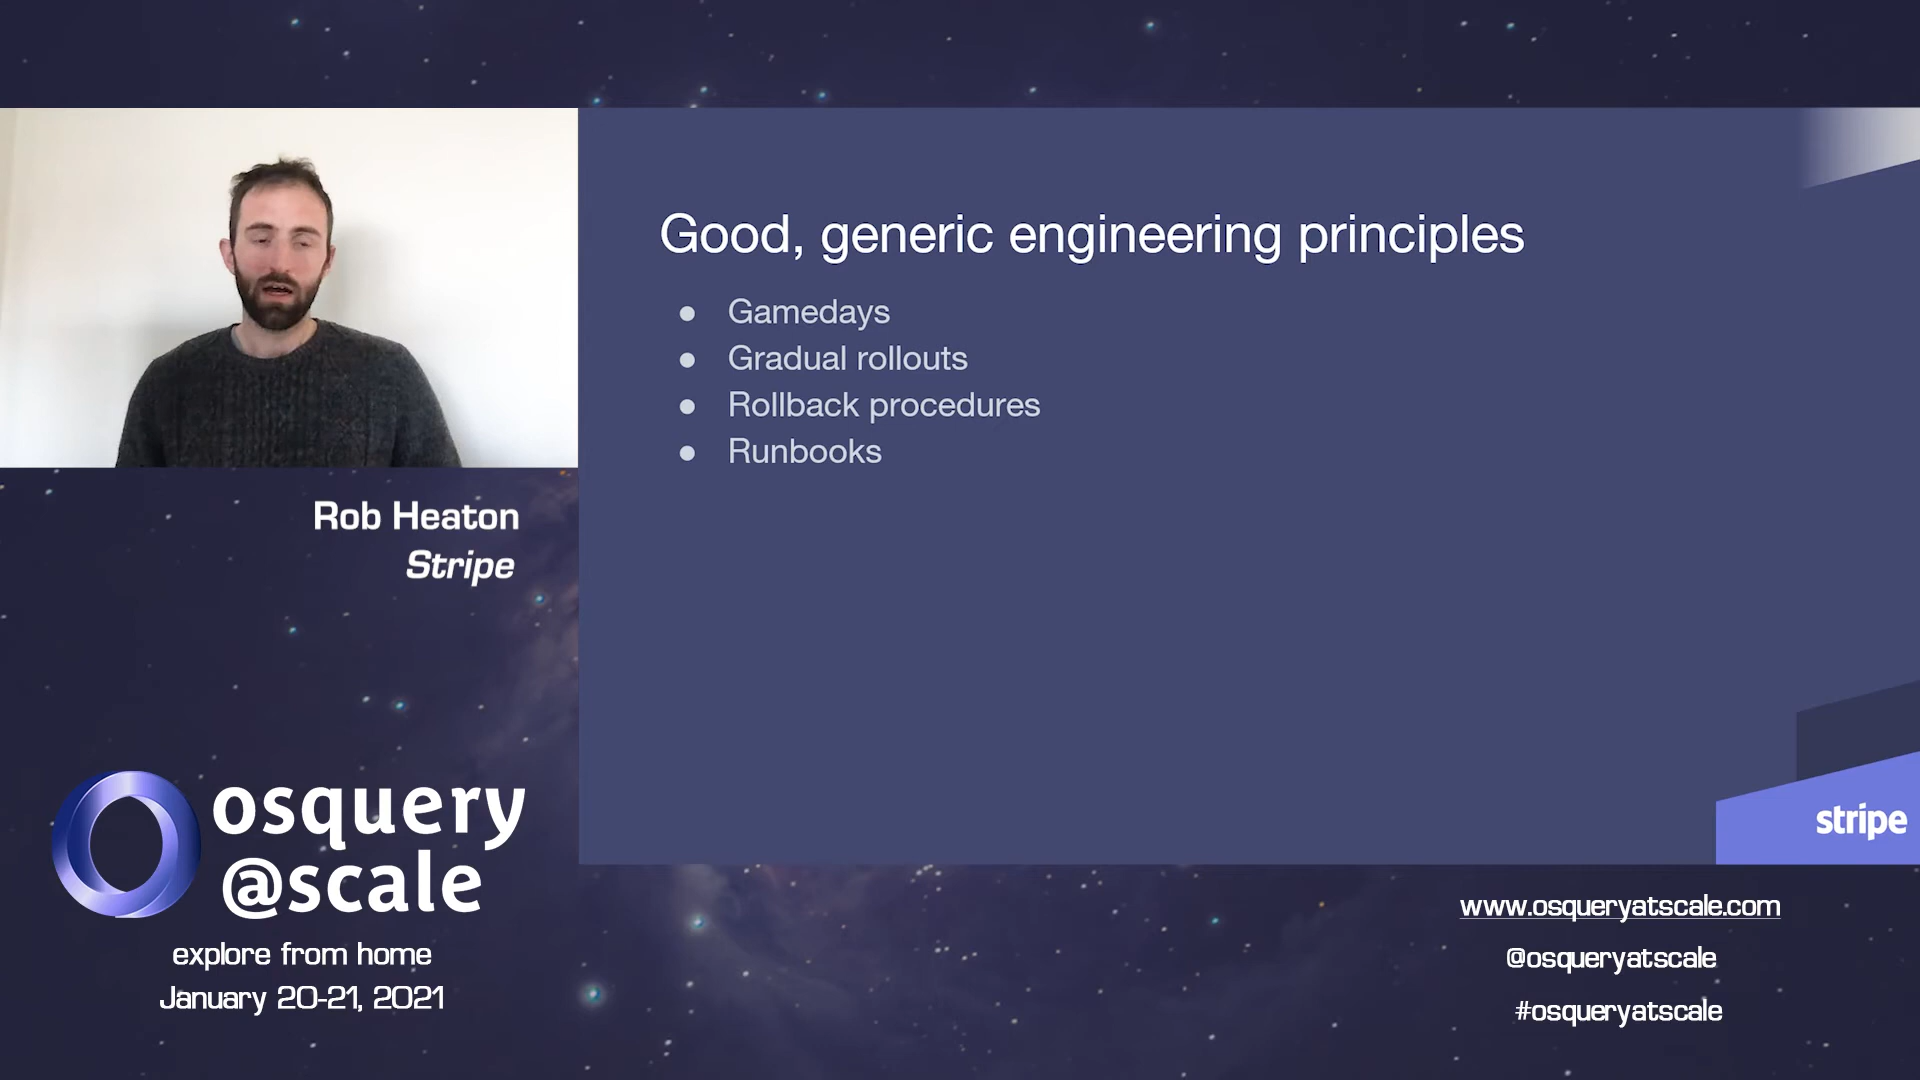 Good, generic engineering principles
● Gamedays
● Gradual rollouts
● Rollback procedures
● Runbooks
stripe
Rob Heaton
Stripe
osquery
@scale
explore from home
January 20-21, 2021
www.osqueryatscale.com
@osqueryatscale
#osqueryatscale